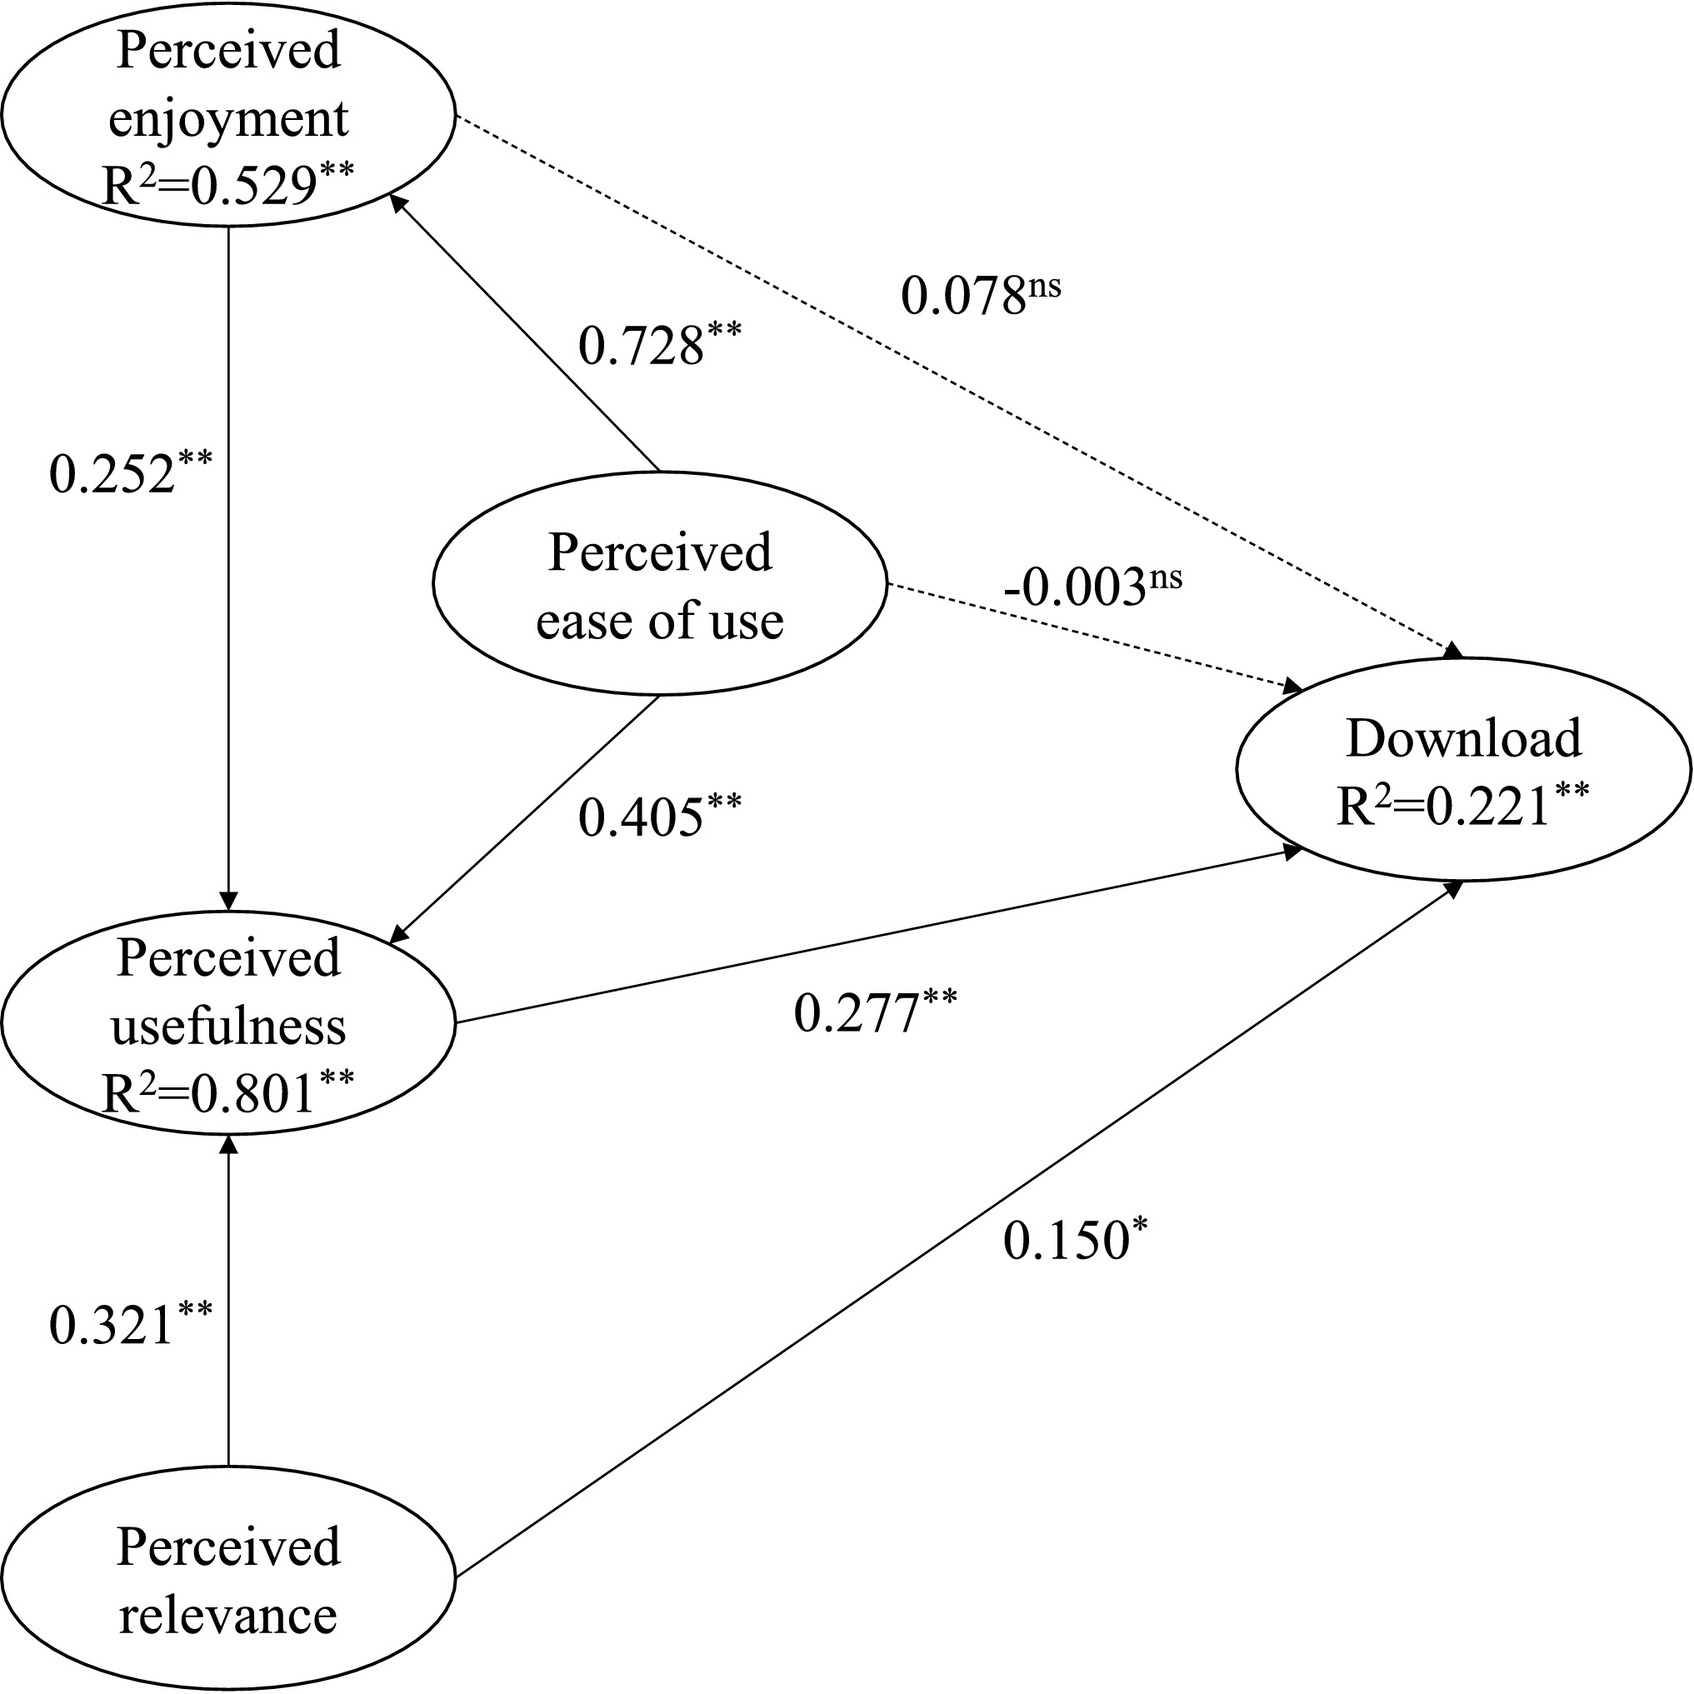 Perceived
enjoyment
R²=0.529**
0.078ⁿˢ
0.728**
0.252**
Perceived
ease of use
-0.003ⁿˢ
Download
R²=0.221**
0.405**
Perceived
usefulness
R²=0.801**
0.277**
0.150*
0.321**
Perceived
relevance